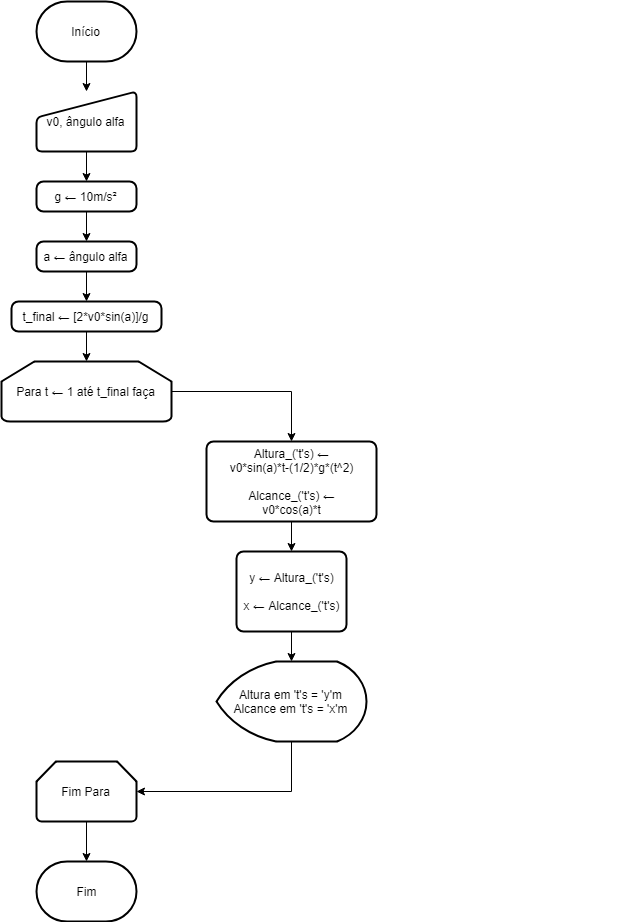 Início
v0, ângulo alfa
g ← 10m/s²
a ← ângulo alfa
t_final ← [2*v0*sin(a)]/g
Para t ← 1 até t_final faça
Altura_('t's) ←
v0*sin(a)*t-(1/2)*g*(t^2)
Alcance_('t's) ←
v0*cos(a)*t
y ← Altura_('t's)
x ← Alcance_('t's)
Altura em 't's = 'y'm
Alcance em 't's = 'x'm
Fim Para
Fim